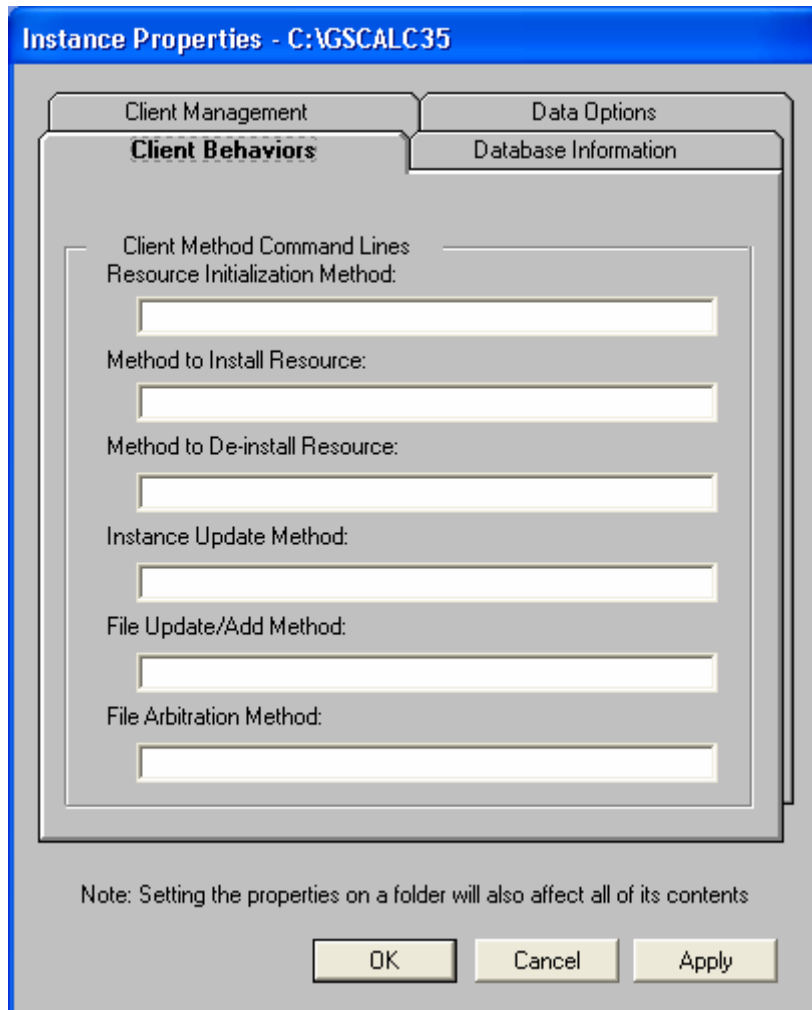 Instance Properties - C:\GSCALC35
Client Management
Data Options
Client Behaviors
Database Information
Client Method Command Lines
Resource Initialization Method:
Method to Install Resource:
Method to De-install Resource:
Instance Update Method:
File Update/Add Method:
File Arbitration Method:
Note: Setting the properties on a folder will also affect all of its contents
OK
Cancel
Apply